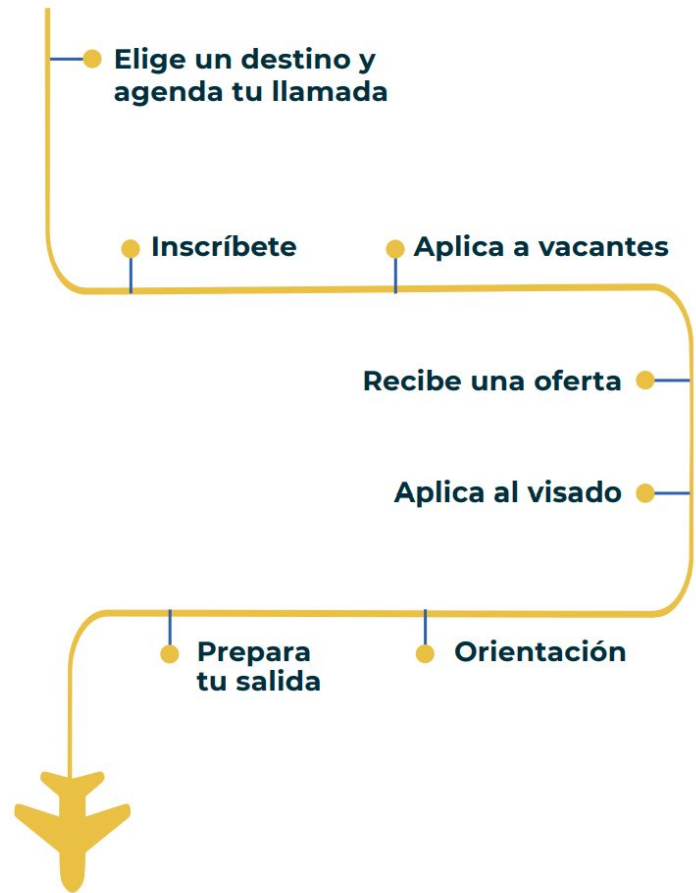 Elige un destino y
agenda tu llamada
Inscríbete
Aplica a vacantes
Recibe una oferta
Aplica al visado
Orientación
Prepara
tu salida